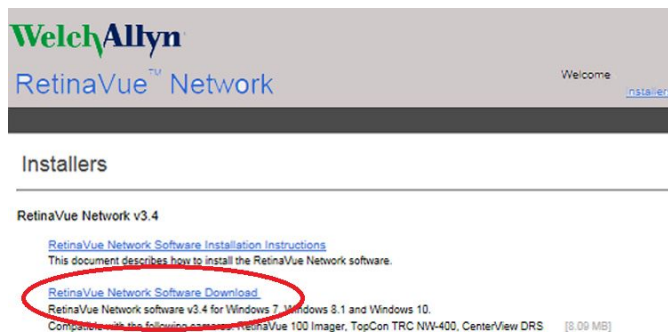 WelchAllyn
RetinaVue™ Network
Welcome
Installer
Installers
RetinaVue Network v3.4
RetinaVue Network Software Installation Instructions
This document describes how to install the RetinaVue Network software.
RetinaVue Network Software Download
RetinaVue Network software v3.4 for Windows 7, Windows 8.1 and Windows 10.
Compatible with the following cameras: RetinaVue 100 Imager, TopCon TRC NW-400, CenterView DRS [8.09 MB]